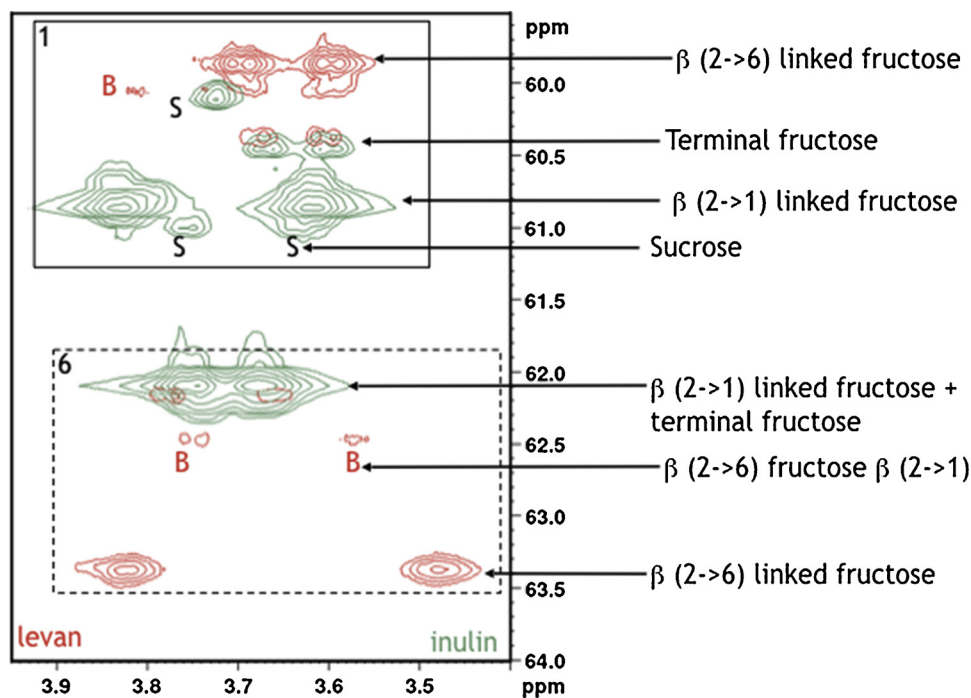 1
ppm
β (2->6) linked fructose
60.0
B
S
Terminal fructose
60.5
β (2->1) linked fructose
61.0
S
S
Sucrose
61.5
6
62.0
β (2->1) linked fructose +
terminal fructose
62.5
B
B
β (2->6) fructose β (2->1)
63.0
β (2->6) linked fructose
63.5
levan
inulin
64.0
3.9
3.8
3.7
3.6
3.5
ppm